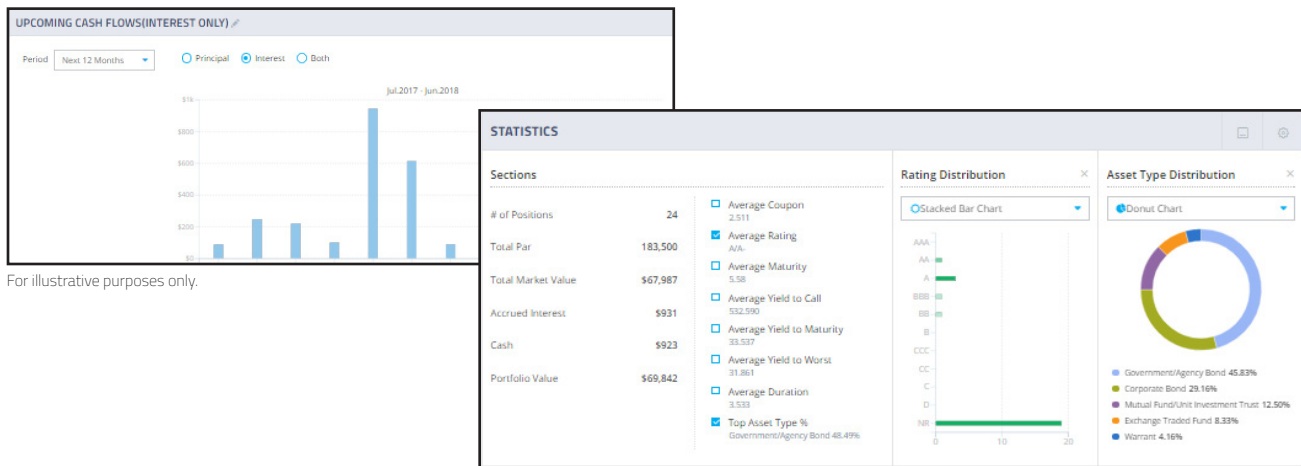 UPCOMING CASH FLOWS(INTEREST ONLY)
Period Next 12 Months Principal Interest Both
Jul.2017 - Jun.2018
$1k
$800
$600
$400
$200
$0
For illustrative purposes only.
STATISTICS
Sections
# of Positions 24
Total Par 183,500
Total Market Value $67,987
Accrued Interest $931
Cash $923
Portfolio Value $69,842
Average Coupon
2.511
Average Rating
A/A-
Average Maturity
5.58
Average Yield to Call
532.590
Average Yield to Maturity
33.537
Average Yield to Worst
31.861
Average Duration
3.533
Top Asset Type %
Government/Agency Bond 48.49%
Rating Distribution
Stacked Bar Chart
AAA
AA
A
BBB
BB
B
CCC
CC
C
D
NR
0 10 20
Asset Type Distribution
Donut Chart
Government/Agency Bond 45.83%
Corporate Bond 29.16%
Mutual Fund/Unit Investment Trust 12.50%
Exchange Traded Fund 8.33%
Warrant 4.16%